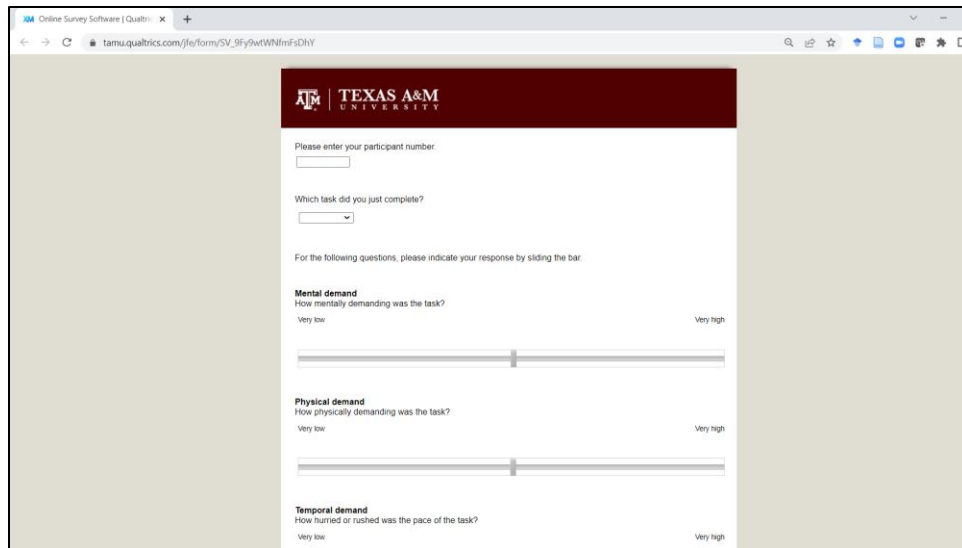 XM Online Survey Software | Qualtri
tamu.qualtrics.com/jfe/form/SV_9Fy9wtWNfmFsDhY
ATM TEXAS A&M
UNIVERSITY
Please enter your participant number.
Which task did you just complete?
For the following questions, please indicate your response by sliding the bar.
Mental demand
How mentally demanding was the task?
Very low Very high
Physical demand
How physically demanding was the task?
Very low Very high
Temporal demand
How hurried or rushed was the pace of the task?
Very low Very high